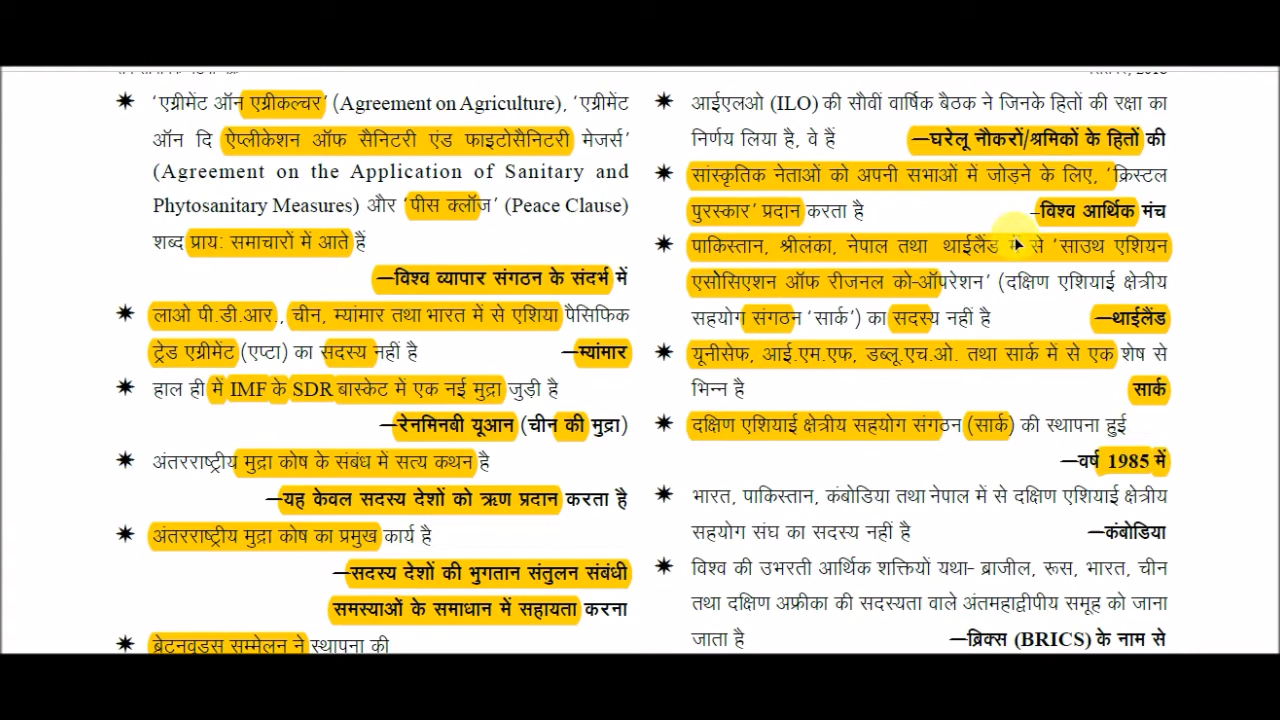 ✷ 'एग्रीमेंट ऑन एग्रीकल्चर' (Agreement on Agriculture), 'एग्रीमेंट
ऑन दि ऐप्लीकेशन ऑफ सैनिटरी एंड फाइटोसैनिटरी मेजर्स'
(Agreement on the Application of Sanitary and
Phytosanitary Measures) और 'पीस क्लॉज' (Peace Clause)
शब्द प्राय: समाचारों में आते हैं
—विश्व व्यापार संगठन के संदर्भ में
✷ लाओ पी.डी.आर., चीन, म्यांमार तथा भारत में से एशिया पैसिफिक
ट्रेड एग्रीमेंट (एप्टा) का सदस्य नहीं है —म्यांमार
✷ हाल ही में IMF के SDR बास्केट में एक नई मुद्रा जुड़ी है
—रेनमिनबी यूआन (चीन की मुद्रा)
✷ अंतरराष्ट्रीय मुद्रा कोष के संबंध में सत्य कथन है
—यह केवल सदस्य देशों को ऋण प्रदान करता है
✷ अंतरराष्ट्रीय मुद्रा कोष का प्रमुख कार्य है
—सदस्य देशों की भुगतान संतुलन संबंधी
समस्याओं के समाधान में सहायता करना
✷ ब्रेटनवुड्स सम्मेलन ने स्थापना की
✷ आईएलओ (ILO) की सौवीं वार्षिक बैठक ने जिनके हितों की रक्षा का
निर्णय लिया है, वे हैं —घरेलू नौकरों/श्रमिकों के हितों की
✷ सांस्कृतिक नेताओं को अपनी सभाओं में जोड़ने के लिए, 'क्रिस्टल
पुरस्कार' प्रदान करता है –विश्व आर्थिक मंच
✷ पाकिस्तान, श्रीलंका, नेपाल तथा थाईलैंड में से 'साउथ एशियन
एसोसिएशन ऑफ रीजनल को-ऑपरेशन' (दक्षिण एशियाई क्षेत्रीय
सहयोग संगठन 'सार्क') का सदस्य नहीं है —थाईलैंड
✷ यूनीसेफ, आई.एम.एफ, डब्लू.एच.ओ. तथा सार्क में से एक शेष से
भिन्न है सार्क
✷ दक्षिण एशियाई क्षेत्रीय सहयोग संगठन (सार्क) की स्थापना हुई
—वर्ष 1985 में
✷ भारत, पाकिस्तान, कंबोडिया तथा नेपाल में से दक्षिण एशियाई क्षेत्रीय
सहयोग संघ का सदस्य नहीं है —कंबोडिया
✷ विश्व की उभरती आर्थिक शक्तियों यथा– ब्राजील, रूस, भारत, चीन
तथा दक्षिण अफ्रीका की सदस्यता वाले अंतमहाद्वीपीय समूह को जाना
जाता है —ब्रिक्स (BRICS) के नाम से